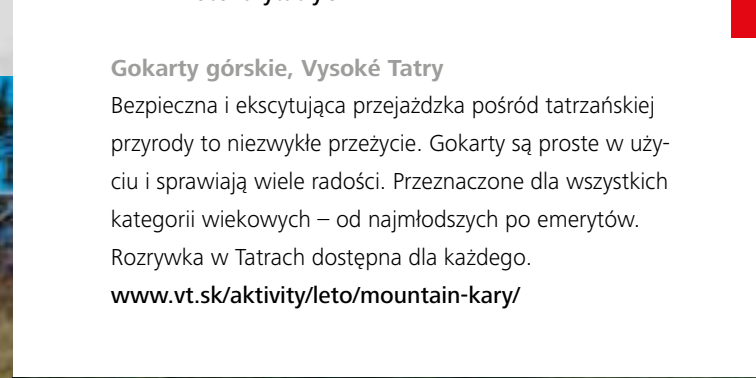 Gokarty górskie, Vysoké Tatry
Bezpieczna i ekscytująca przejażdzka pośród tatrzańskiej
przyrody to niezwykłe przeżycie. Gokarty są proste w uży-
ciu i sprawiają wiele radości. Przeznaczone dla wszystkich
kategorii wiekowych – od najmłodszych po emerytów.
Rozrywka w Tatrach dostępna dla każdego.
www.vt.sk/aktivity/leto/mountain-kary/